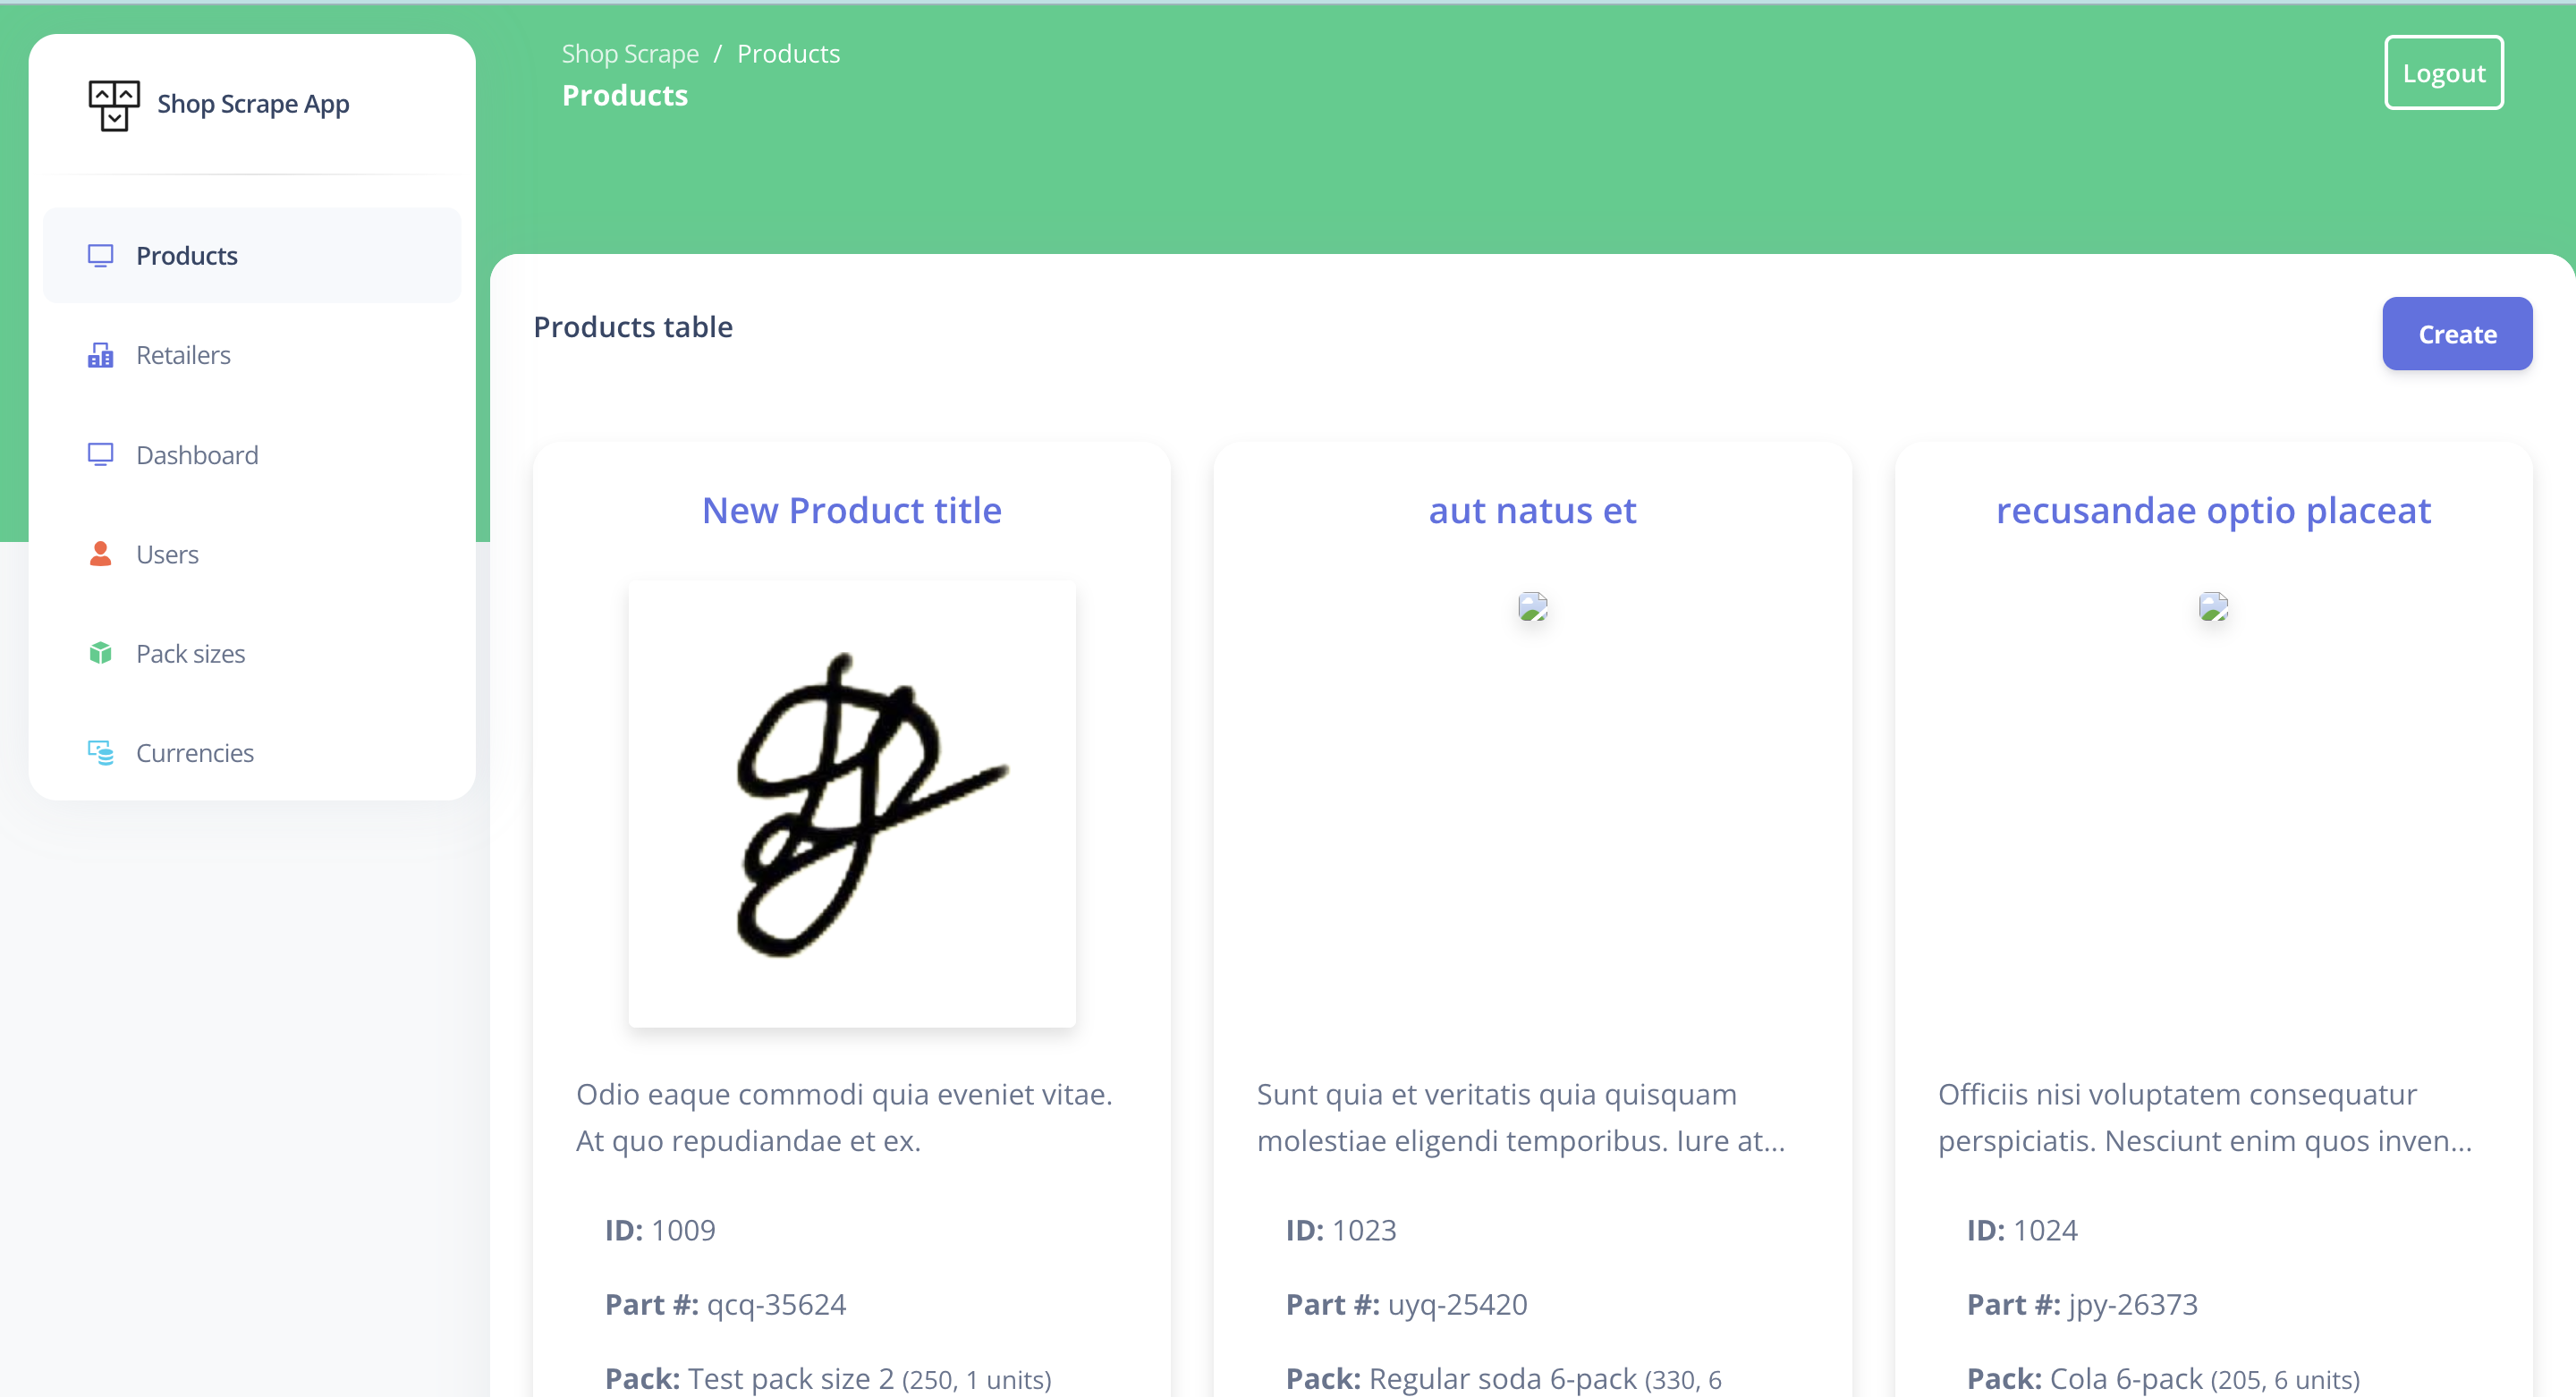 Shop Scrape App
Products
Retailers
Dashboard
Users
Pack sizes
Currencies
Shop Scrape / Products
Products
Logout
Products table
Create
New Product title
Odio eaque commodi quia eveniet vitae.
At quo repudiandae et ex.
ID: 1009
Part #: qcq-35624
Pack: Test pack size 2 (250, 1 units)
aut natus et
Sunt quia et veritatis quia quisquam
molestiae eligendi temporibus. Iure at...
ID: 1023
Part #: uyq-25420
Pack: Regular soda 6-pack (330, 6
recusandae optio placeat
Officiis nisi voluptatem consequatur
perspiciatis. Nesciunt enim quos inven...
ID: 1024
Part #: jpy-26373
Pack: Cola 6-pack (205, 6 units)